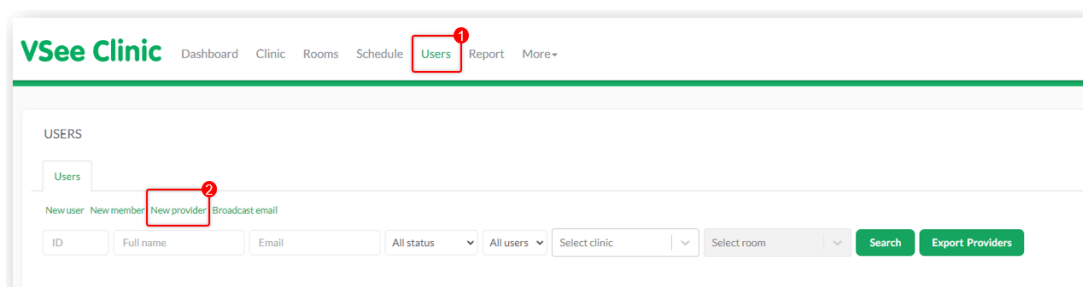 1
VSee Clinic Dashboard Clinic Rooms Schedule Users Report More
USERS
Users
2
New user New member New provider Broadcast email
ID Full name Email All status All users Select clinic Select room Search Export Providers